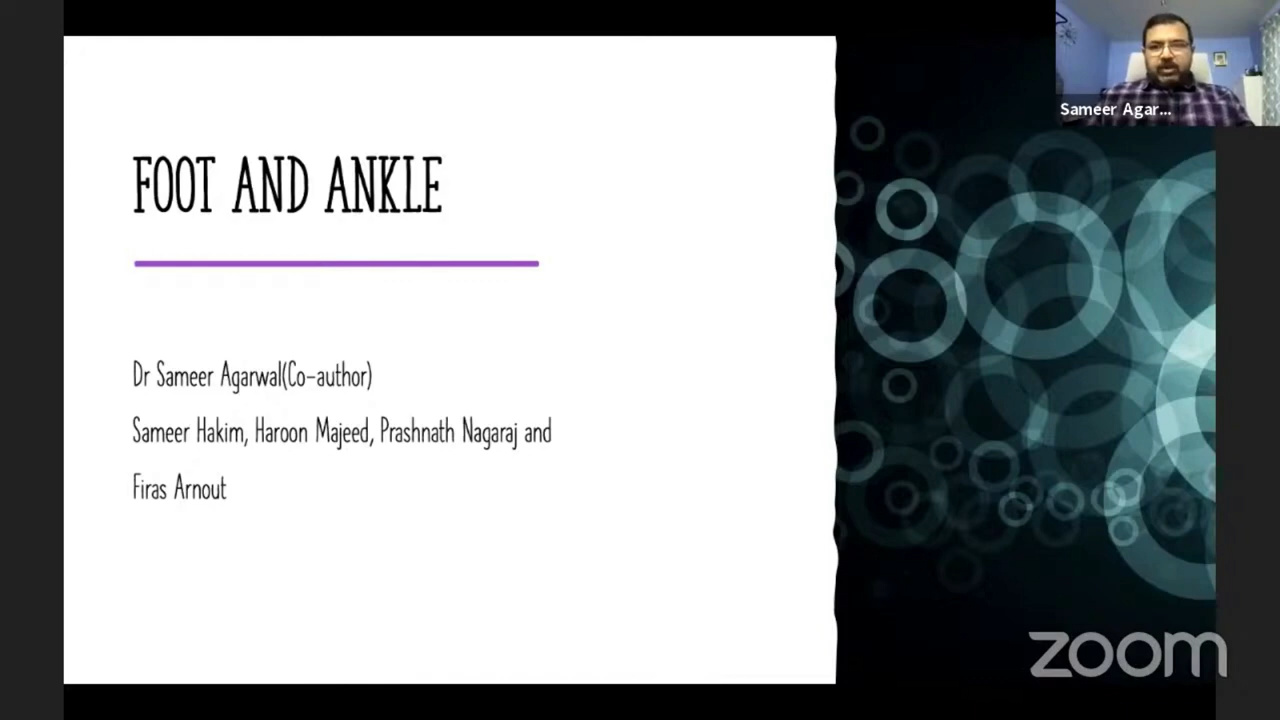 Sameer Agar...
FOOT AND ANKLE
Dr Sameer Agarwal(Co-author)
Sameer Hakim, Haroon Majeed, Prashnath Nagaraj and
Firas Arnout
zoom